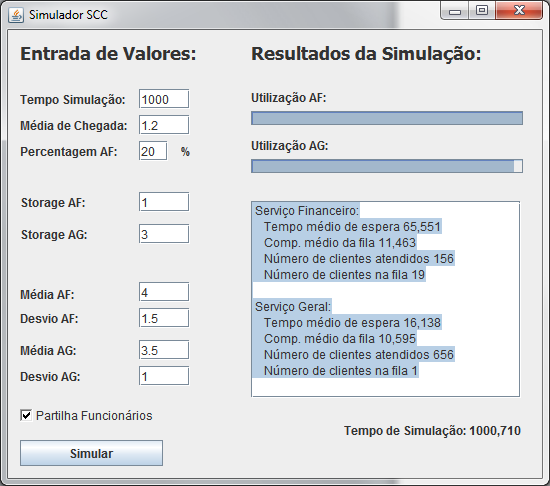 Simulador SCC
Entrada de Valores:
Tempo Simulação: 1000
Média de Chegada: 1.2
Percentagem AF: 20 %
Storage AF: 1
Storage AG: 3
Média AF: 4
Desvio AF: 1.5
Média AG: 3.5
Desvio AG: 1
Partilha Funcionários
Simular
Resultados da Simulação:
Utilização AF:
Utilização AG:
Serviço Financeiro:
Tempo médio de espera 65,551
Comp. médio da fila 11,463
Número de clientes atendidos 156
Número de clientes na fila 19
Serviço Geral:
Tempo médio de espera 16,138
Comp. médio da fila 10,595
Número de clientes atendidos 656
Número de clientes na fila 1
Tempo de Simulação: 1000,710